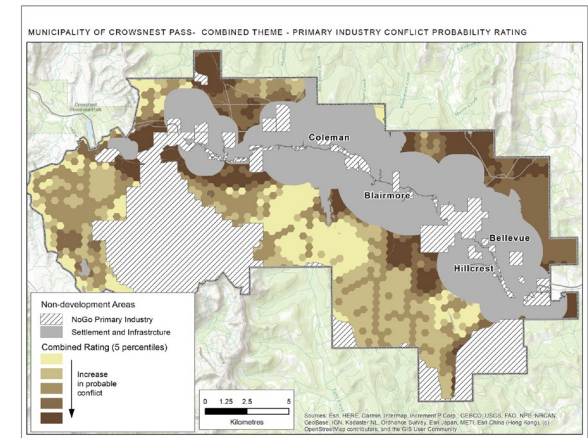 MUNICIPALITY OF CROWSNEST PASS- COMBINED THEME - PRIMARY INDUSTRY CONFLICT PROBABILITY RATING
Crowsnest
Coleman
Blairmore
Bellevue
Hillcrest
Non-development Areas
NoGo Primary Industry
Settlement and Infrastrcture
Combined Rating (5 percentiles)
Increase
in probable
conflict
0 1.25 2.5 5
Kilometres
Sources: Esri, HERE, Garmin, Intermap, increment P Corp., GEBCO, USGS, FAO, NPS, NRCAN,
GeoBase, IGN, Kadaster NL, Ordnance Survey, Esri Japan, METI, Esri China (Hong Kong), (c)
OpenStreetMap contributors, and the GIS User Community